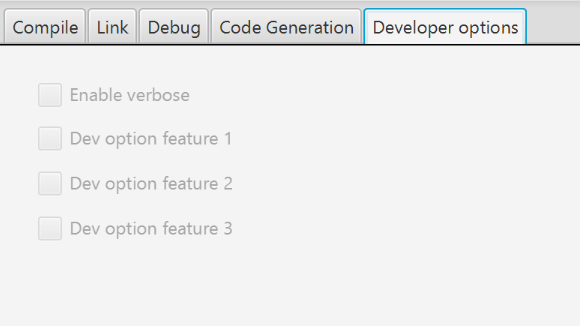 Compile Link Debug Code Generation Developer options
Enable verbose
Dev option feature 1
Dev option feature 2
Dev option feature 3